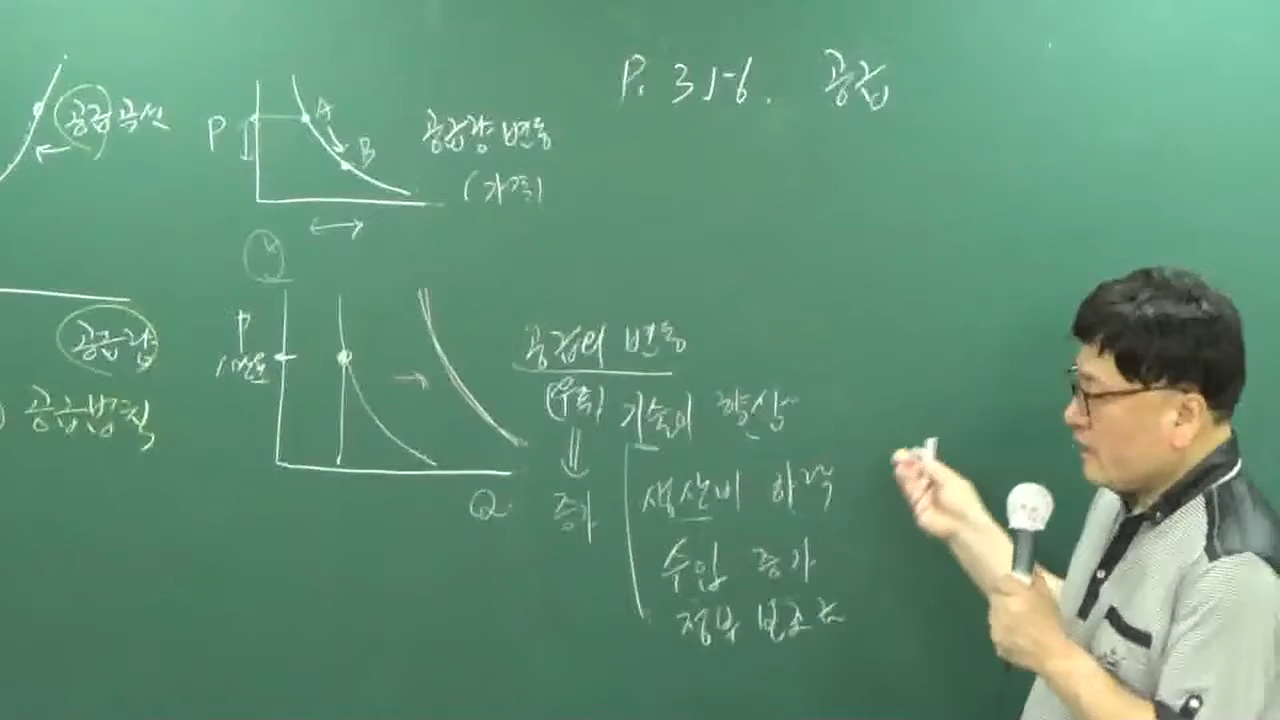 P. 315-6. 공급
공급곡선
P
A
B
공급량 변동
(가격)
공급량
공급법칙
P
Q
공급의 변동
(우측) 기술의 향상
증가
생산비 하락
수입 증가
정부 보조금